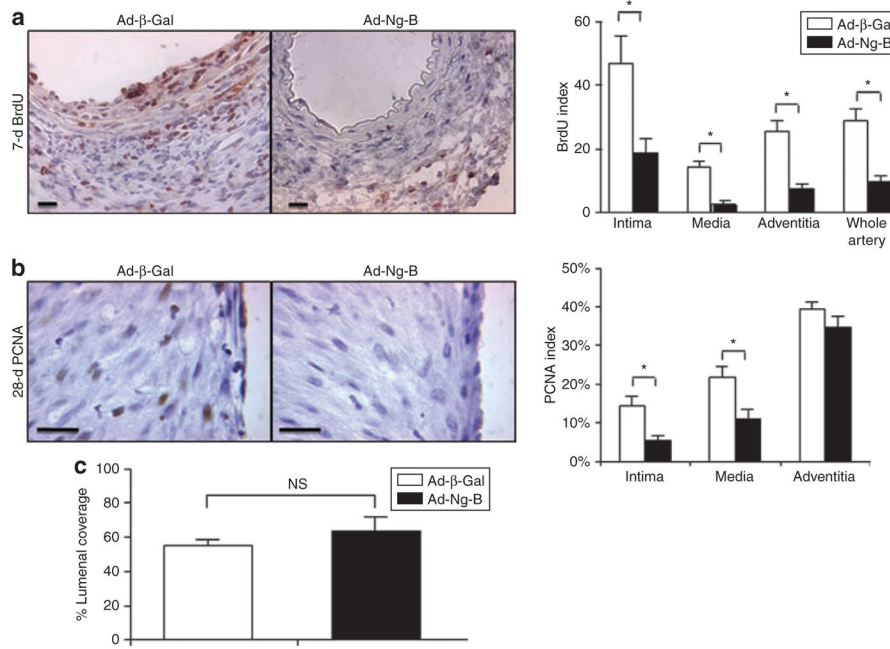 a
Ad-β-Gal
Ad-Ng-B
7-d BrdU
BrdU index
60
40
20
0
*
*
*
*
Ad-β-Ga
Ad-Ng-B
Intima
Media
Adventitia
Whole
artery
b
Ad-β-Gal
Ad-Ng-B
28-d PCNA
PCNA index
50%
40%
30%
20%
10%
0%
*
*
Intima
Media
Adventitia
c
% Lumenal coverage
100
80
60
40
20
0
NS
Ad-β-Gal
Ad-Ng-B